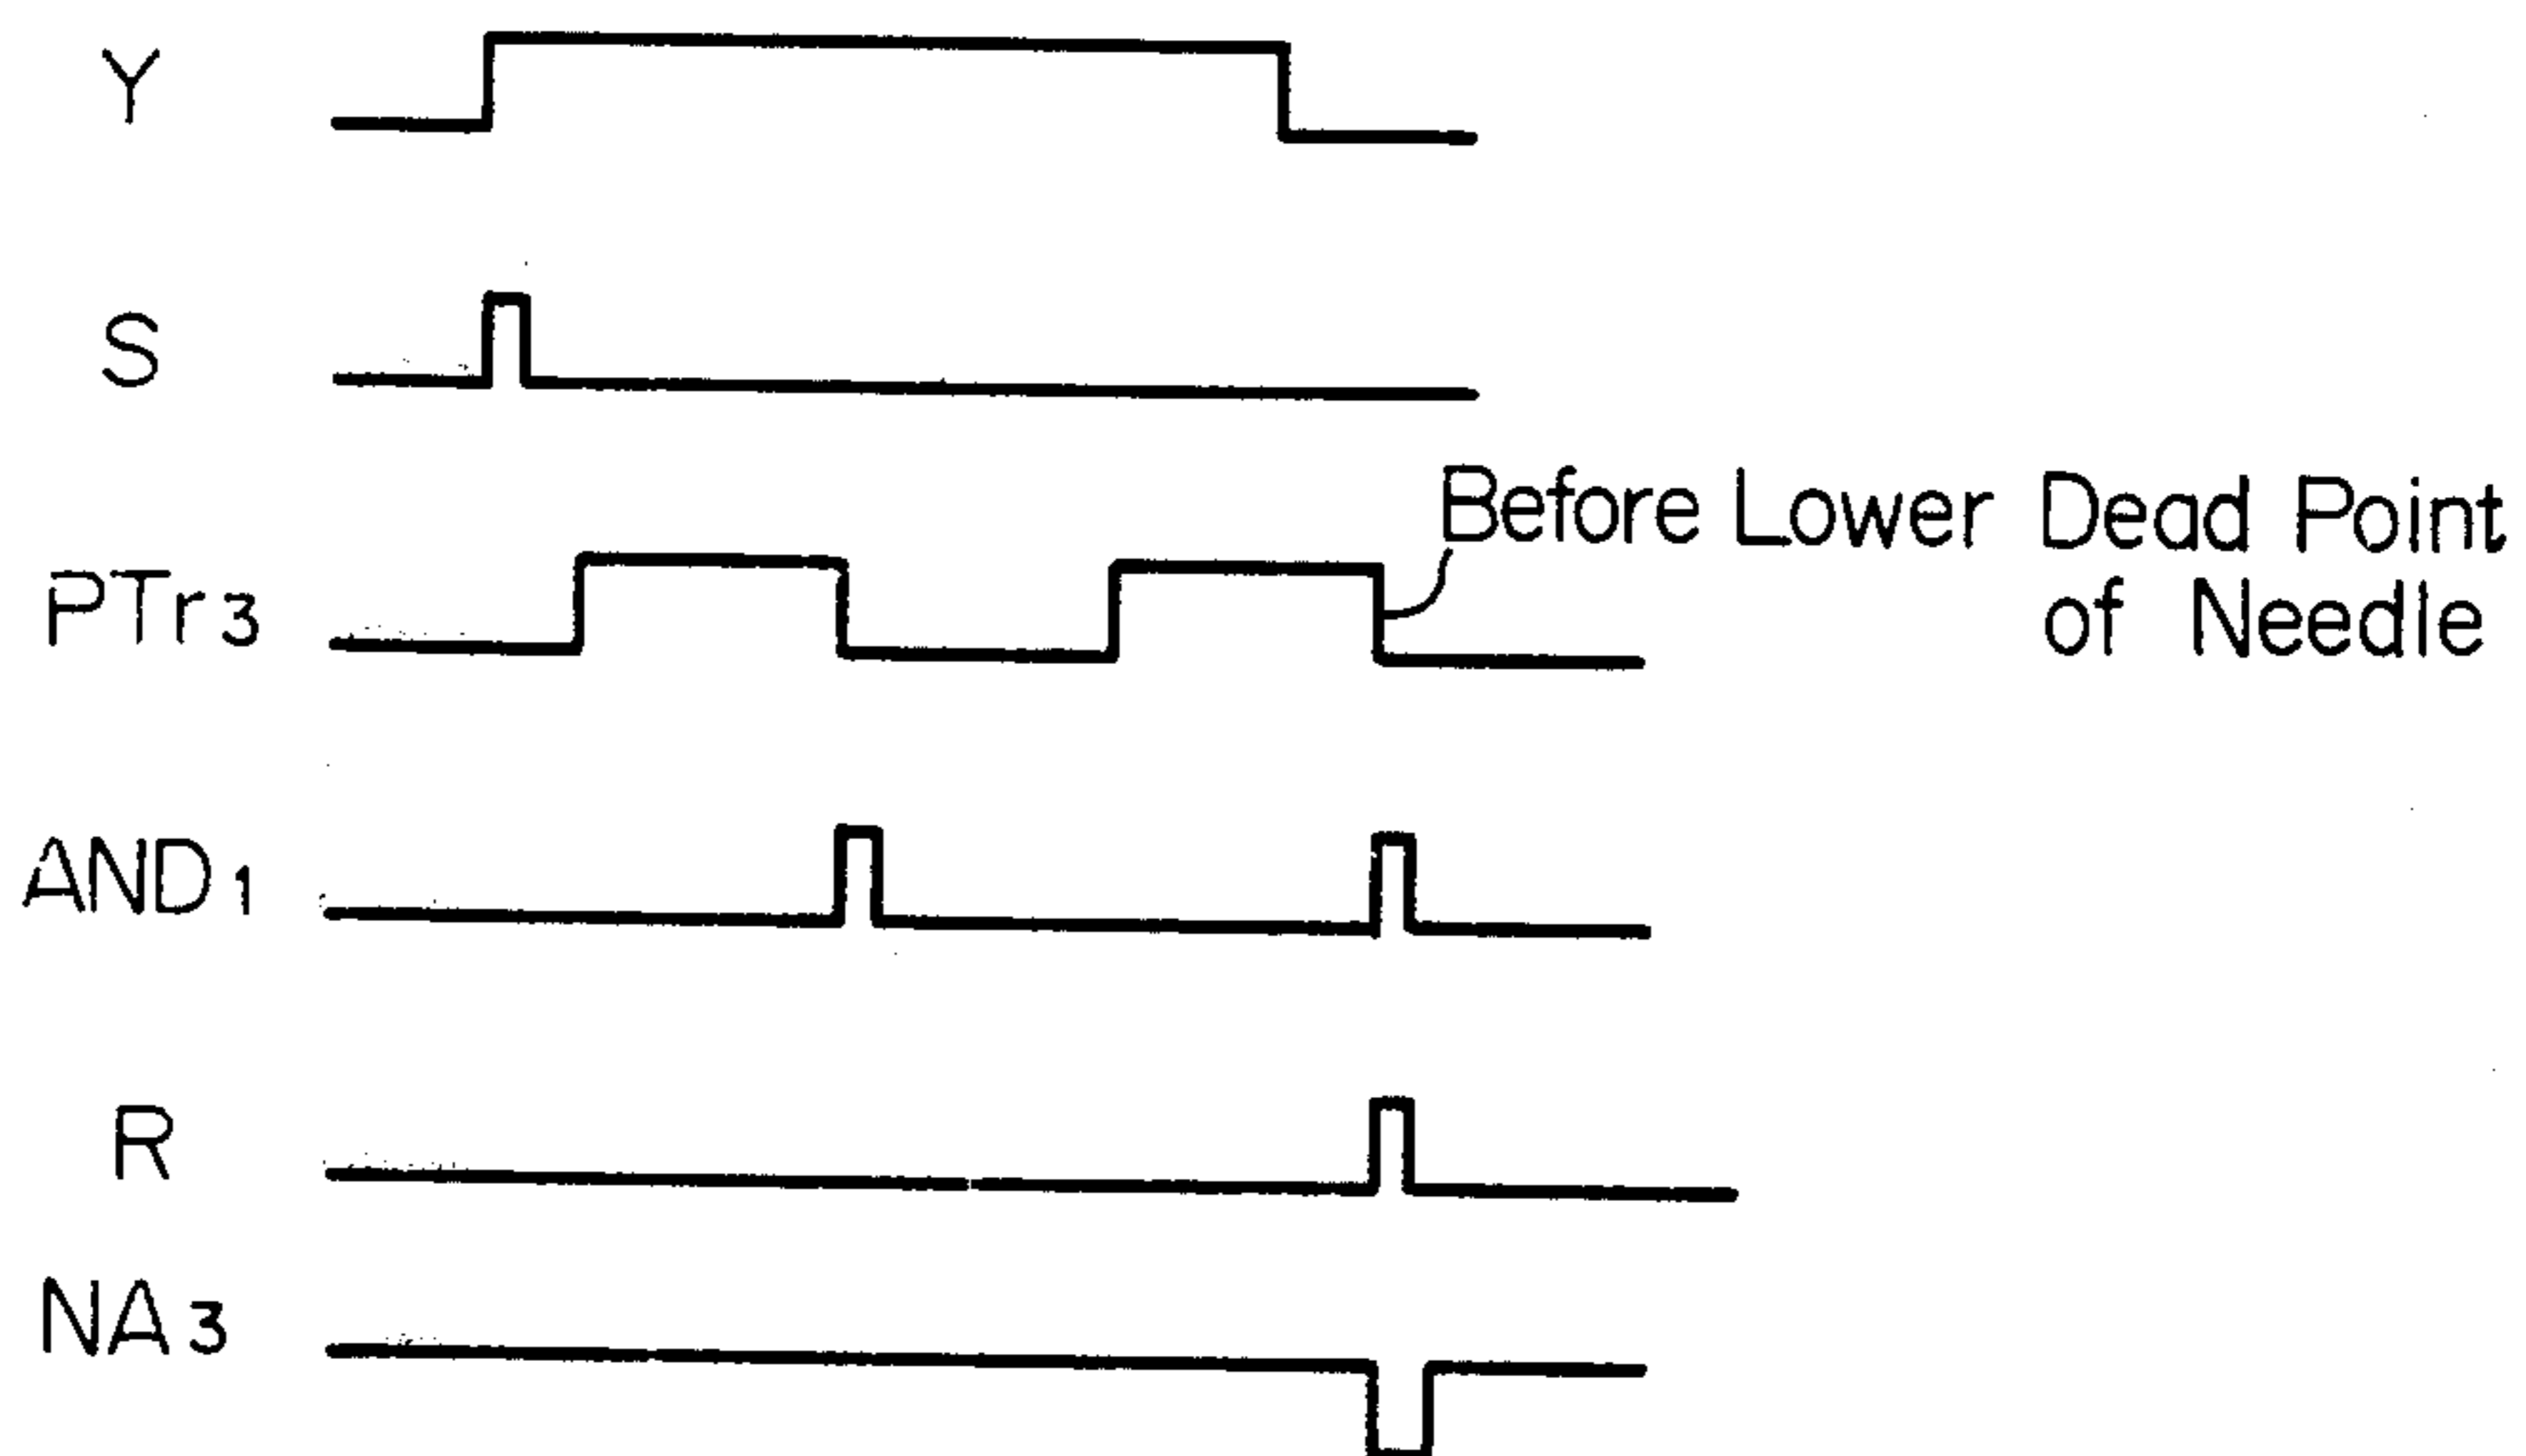 Y
S
Before Lower Dead Point
of Needle
PTr3
AND1
R
NA3